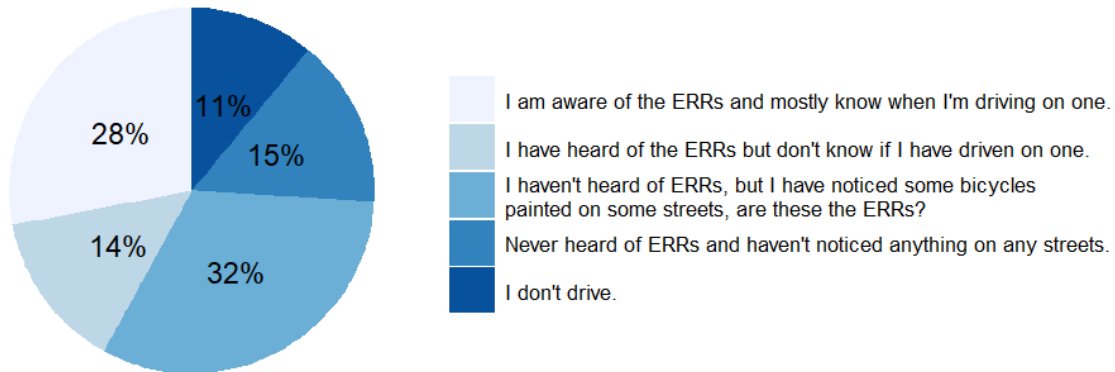 11%
28%
15%
14%
32%
I am aware of the ERRs and mostly know when I'm driving on one.
I have heard of the ERRs but don't know if I have driven on one.
I haven't heard of ERRs, but I have noticed some bicycles
painted on some streets, are these the ERRs?
Never heard of ERRs and haven't noticed anything on any streets.
I don't drive.